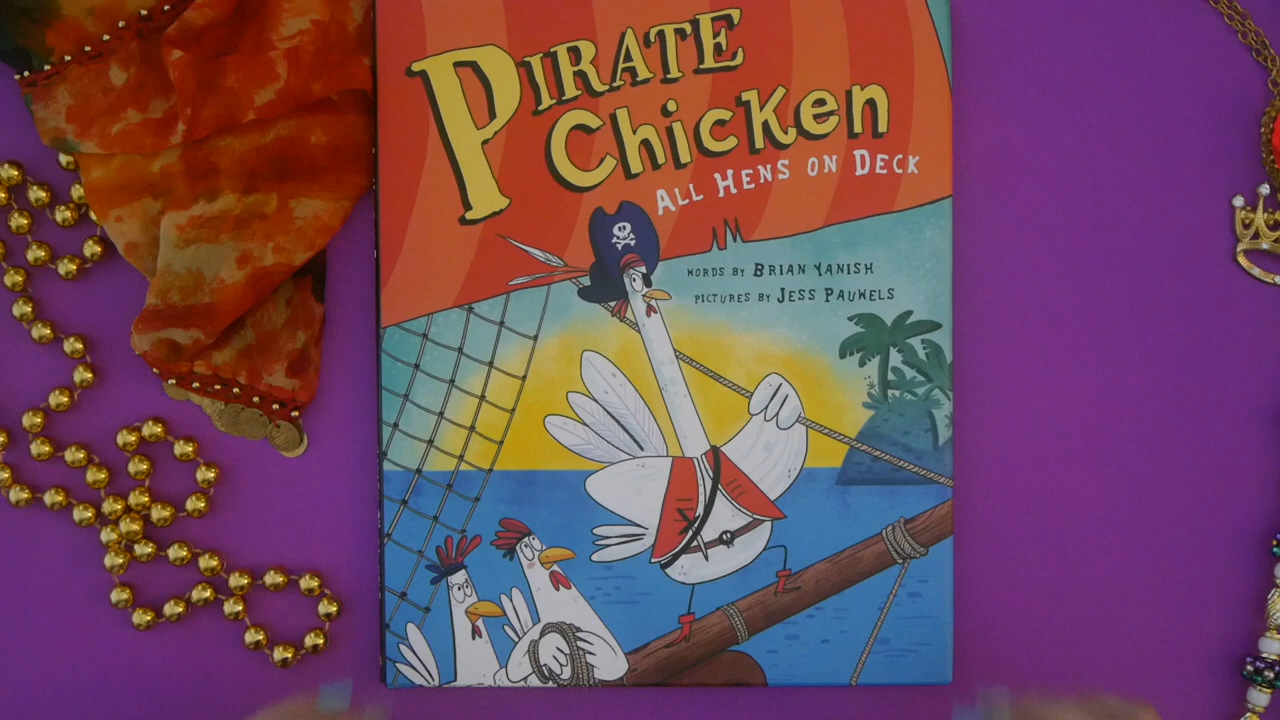 PIRATE
Chicken
ALL HENS ON DECK
WORDS BY BRIAN YANISH
PICTURES BY JESS PAUWELS